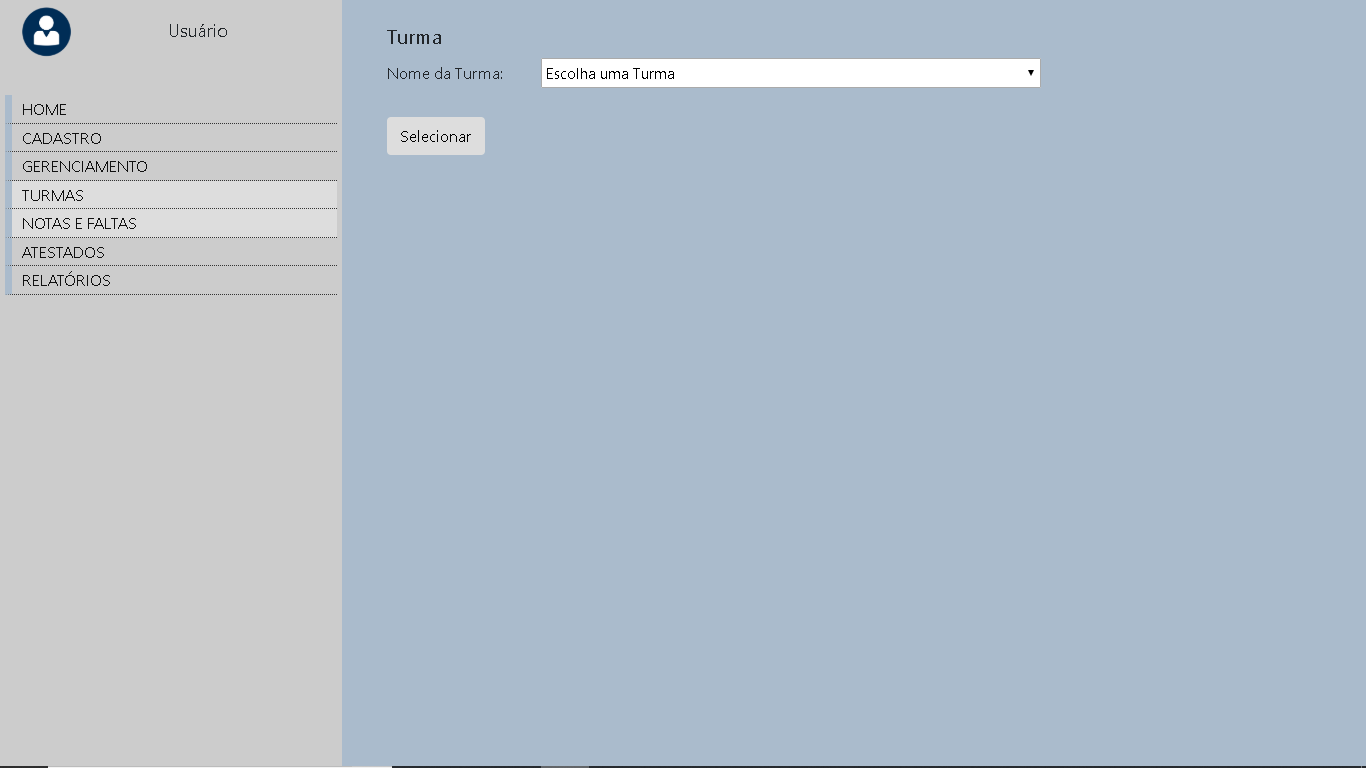 Usuário
HOME
CADASTRO
GERENCIAMENTO
TURMAS
NOTAS E FALTAS
ATESTADOS
RELATÓRIOS
Turma
Nome da Turma: Escolha uma Turma
Selecionar